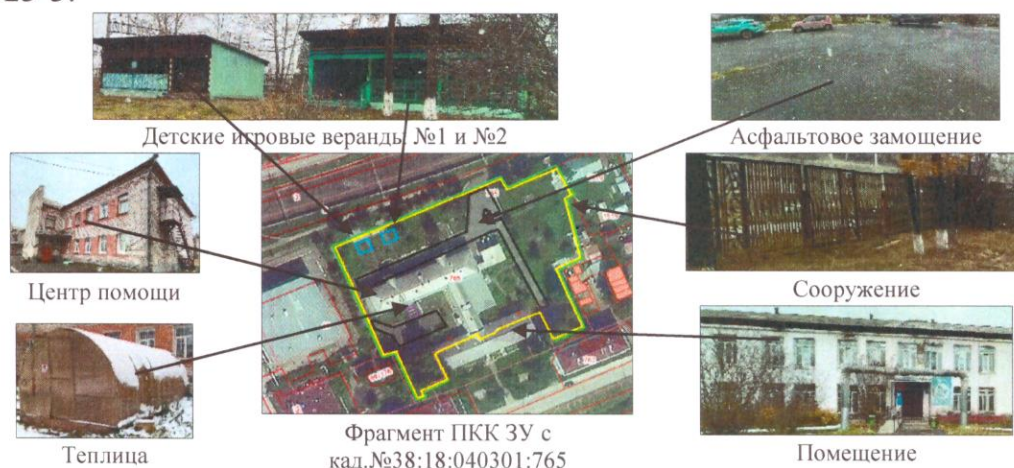 Детские игровые веранды №1 и №2
Асфальтовое замощение
Центр помощи
Сооружение
Теплица
Фрагмент ПКК ЗУ с
кад.№38:18:040301:765
Помещение